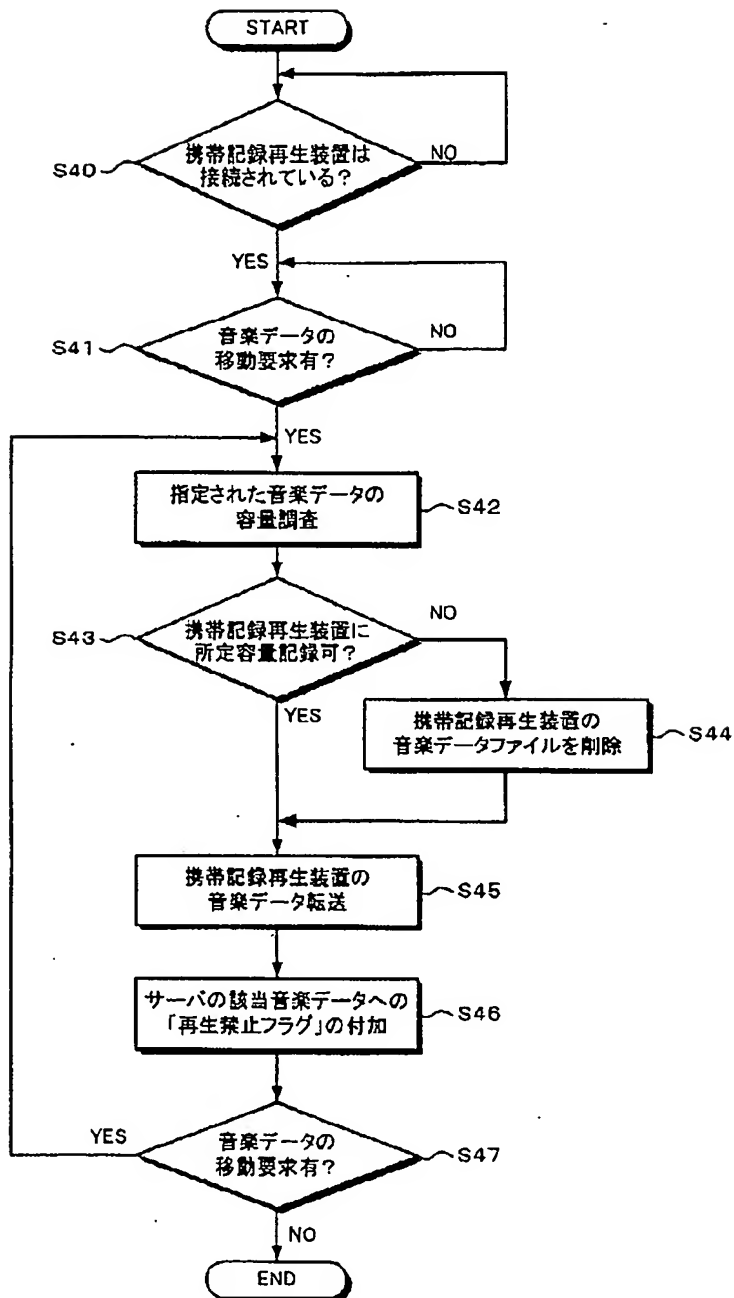 START
S40
携帯記録再生装置は
接続されている?
NO
YES
S41
音楽データの
移動要求有?
NO
YES
指定された音楽データの
容量調査
S42
S43
携帯記録再生装置に
所定容量記録可?
NO
YES
携帯記録再生装置の
音楽データファイルを削除
S44
携帯記録再生装置の
音楽データ転送
S45
サーバの該当音楽データへの
「再生禁止フラグ」の付加
S46
YES
音楽データの
移動要求有?
S47
NO
END